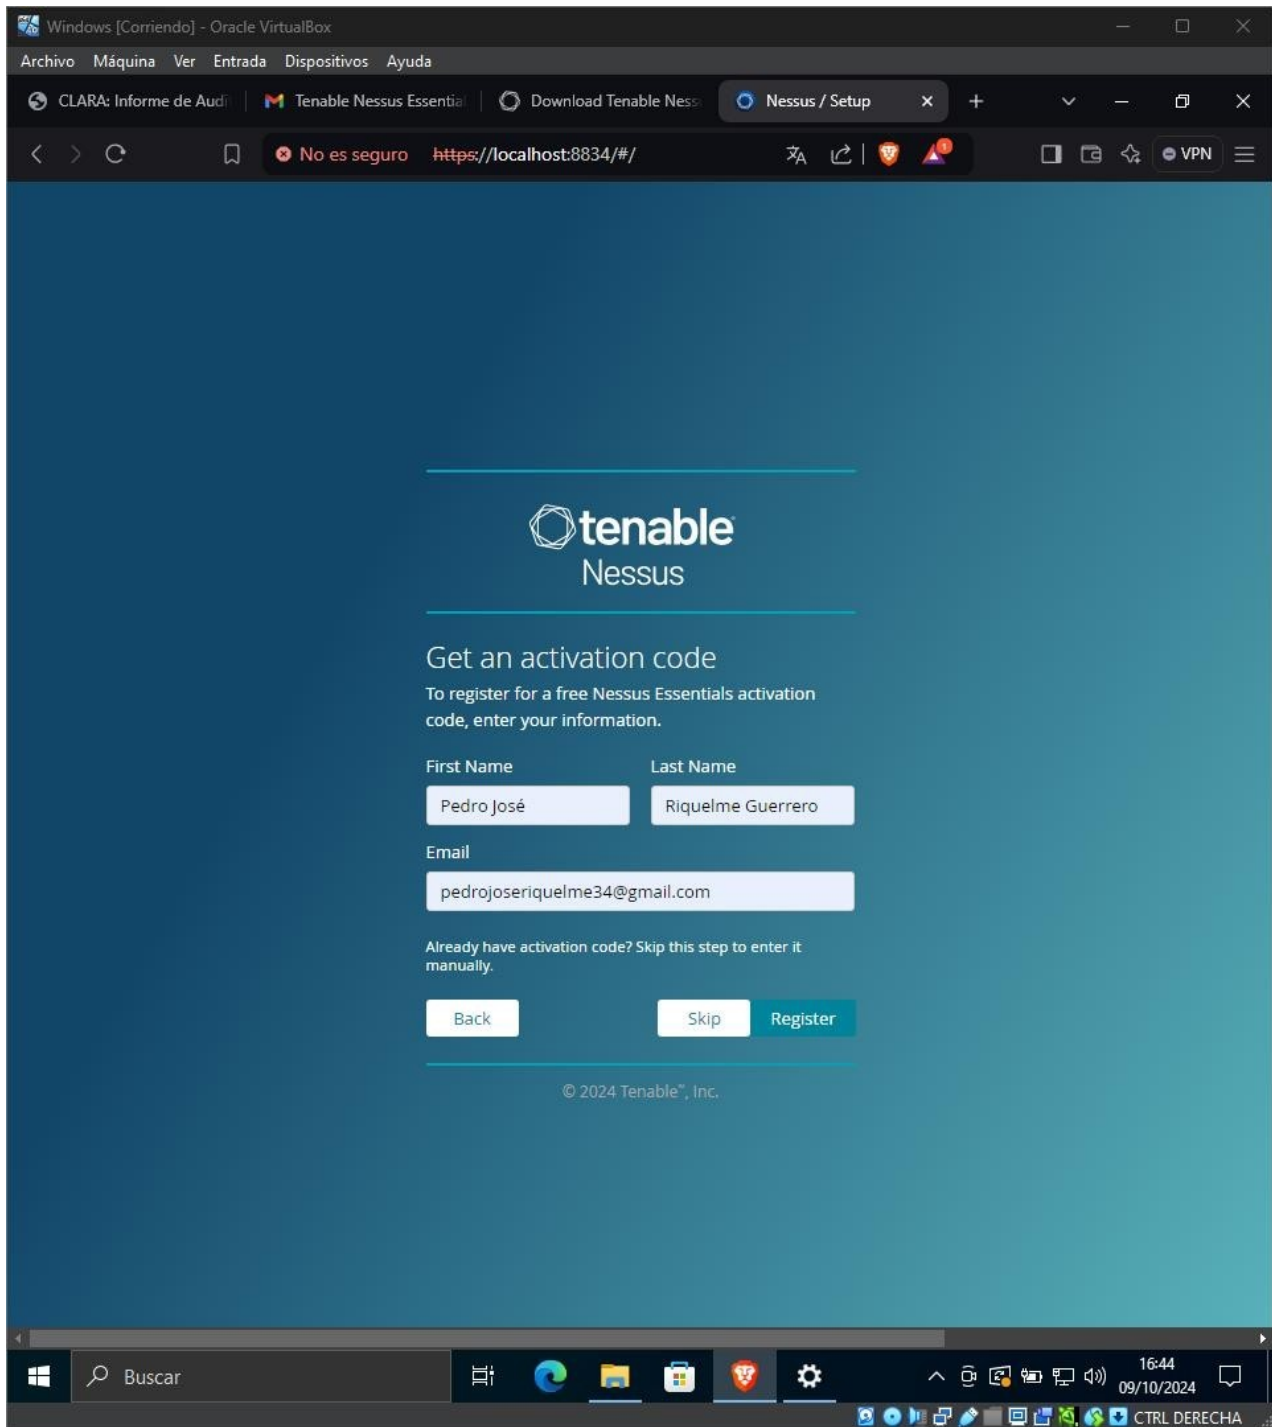 Windows [Corriendo] - Oracle VirtualBox
Archivo Máquina Ver Entrada Dispositivos Ayuda
CLARA: Informe de Audi Tenable Nessus Essential Download Tenable Ness Nessus / Setup
No es seguro https://localhost:8834/#/ 1 VPN
tenable
Nessus
Get an activation code
To register for a free Nessus Essentials activation
code, enter your information.
First Name Last Name
Pedro José Riquelme Guerrero
Email
pedrojoseriquelme34@gmail.com
Already have activation code? Skip this step to enter it
manually.
Back Skip Register
© 2024 Tenable™, Inc.
Buscar
16:44
09/10/2024
CTRL DERECHA